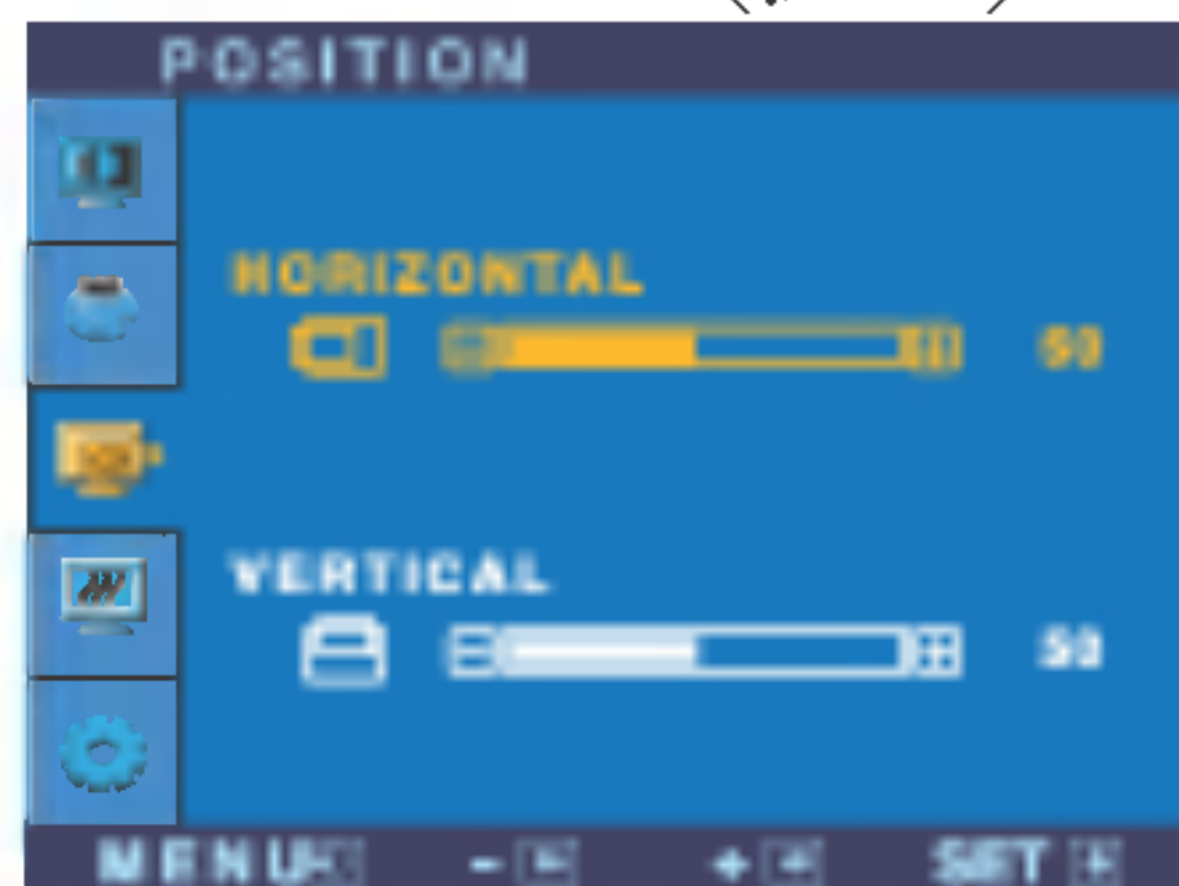 POSITION
HORIZONTAL
50
VERTICAL
50
MENU - + SET